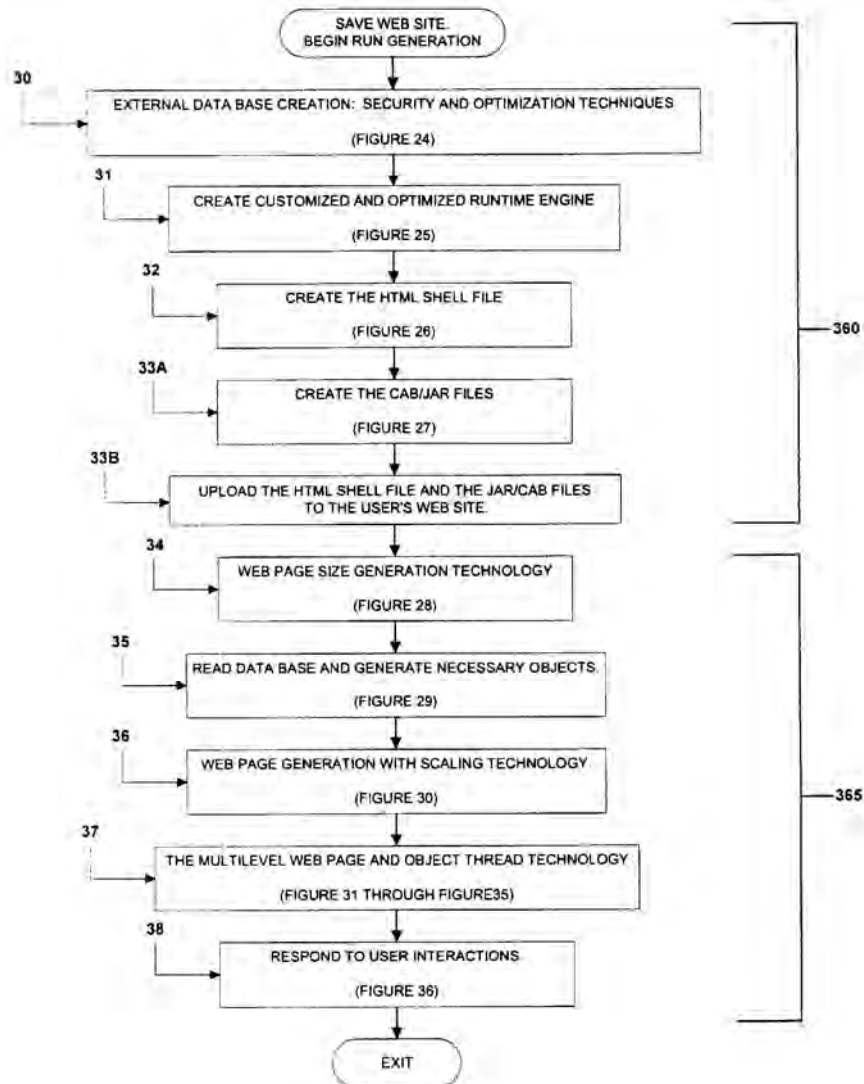 SAVE WEB SITE.
BEGIN RUN GENERATION
30
EXTERNAL DATA BASE CREATION: SECURITY AND OPTIMIZATION TECHNIQUES
(FIGURE 24)
31
CREATE CUSTOMIZED AND OPTIMIZED RUNTIME ENGINE
(FIGURE 25)
32
CREATE THE HTML SHELL FILE
(FIGURE 26)
360
33A
CREATE THE CAB/JAR FILES
(FIGURE 27)
33B
UPLOAD THE HTML SHELL FILE AND THE JAR/CAB FILES
TO THE USER'S WEB SITE.
34
WEB PAGE SIZE GENERATION TECHNOLOGY
(FIGURE 28)
35
READ DATA BASE AND GENERATE NECESSARY OBJECTS.
(FIGURE 29)
36
WEB PAGE GENERATION WITH SCALING TECHNOLOGY
(FIGURE 30)
365
37
THE MULTILEVEL WEB PAGE AND OBJECT THREAD TECHNOLOGY
(FIGURE 31 THROUGH FIGURE35)
38
RESPOND TO USER INTERACTIONS
(FIGURE 36)
EXIT